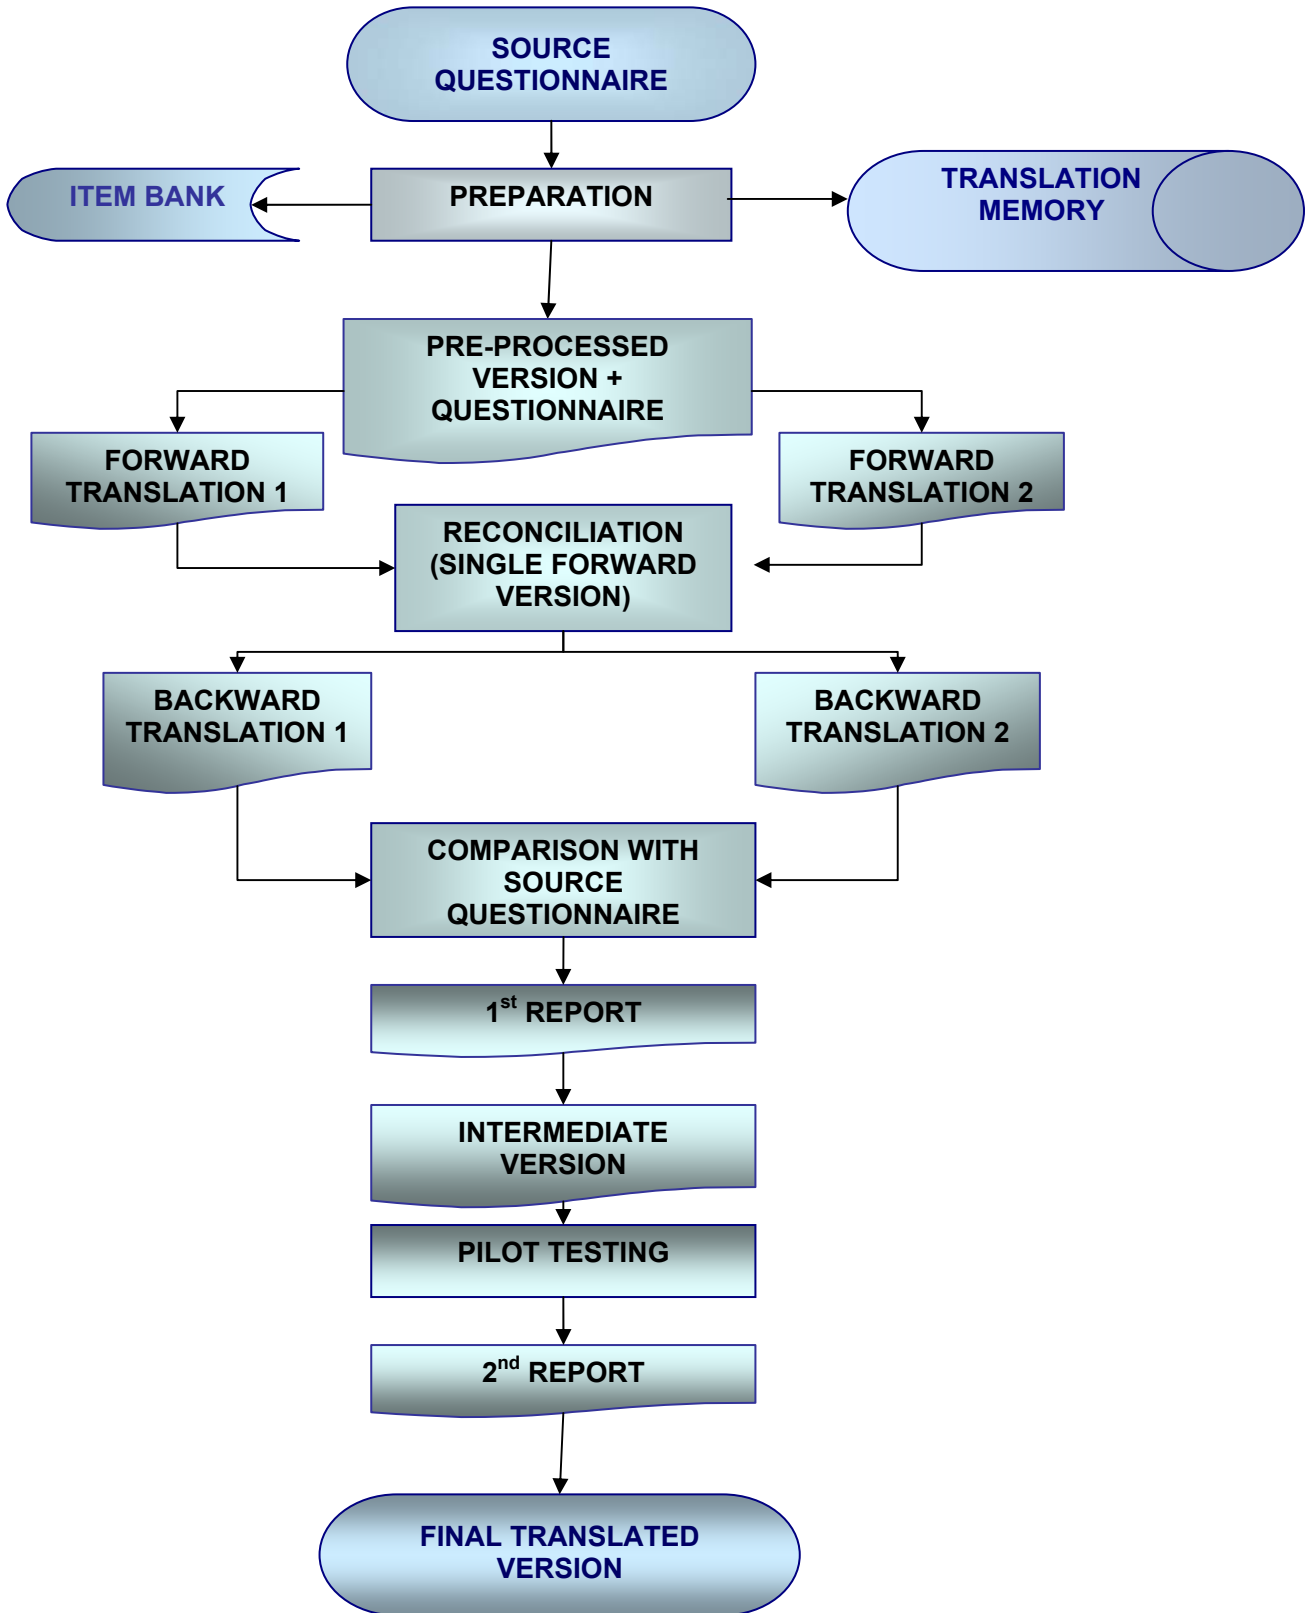 SOURCE
QUESTIONNAIRE
ITEM BANK
PREPARATION
TRANSLATION
MEMORY
PRE-PROCESSED
VERSION +
QUESTIONNAIRE
FORWARD
TRANSLATION 1
FORWARD
TRANSLATION 2
RECONCILIATION
(SINGLE FORWARD
VERSION)
BACKWARD
TRANSLATION 1
BACKWARD
TRANSLATION 2
COMPARISON WITH
SOURCE
QUESTIONNAIRE
1st REPORT
INTERMEDIATE
VERSION
PILOT TESTING
2nd REPORT
FINAL TRANSLATED
VERSION